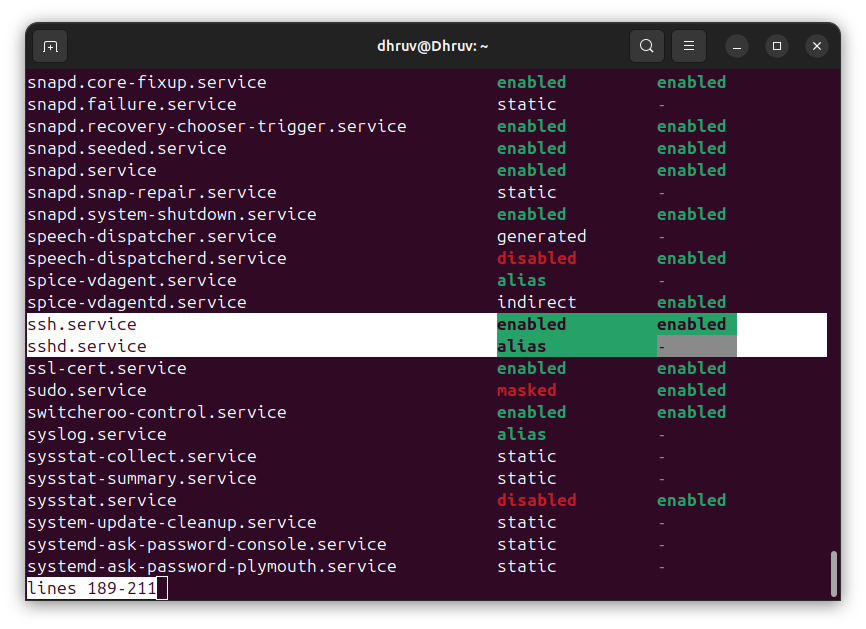 dhruv@Dhruv: ~
snapd.core-fixup.service enabled enabled
snapd.failure.service static -
snapd.recovery-chooser-trigger.service enabled enabled
snapd.seeded.service enabled enabled
snapd.service enabled enabled
snapd.snap-repair.service static -
snapd.system-shutdown.service enabled enabled
speech-dispatcher.service generated -
speech-dispatcherd.service disabled enabled
spice-vdagent.service alias -
spice-vdagentd.service indirect enabled
ssh.service enabled enabled
sshd.service alias -
ssl-cert.service enabled enabled
sudo.service masked enabled
switcheroo-control.service enabled enabled
syslog.service alias -
sysstat-collect.service static -
sysstat-summary.service static -
sysstat.service disabled enabled
system-update-cleanup.service static -
systemd-ask-password-console.service static -
systemd-ask-password-plymouth.service static -
lines 189-211